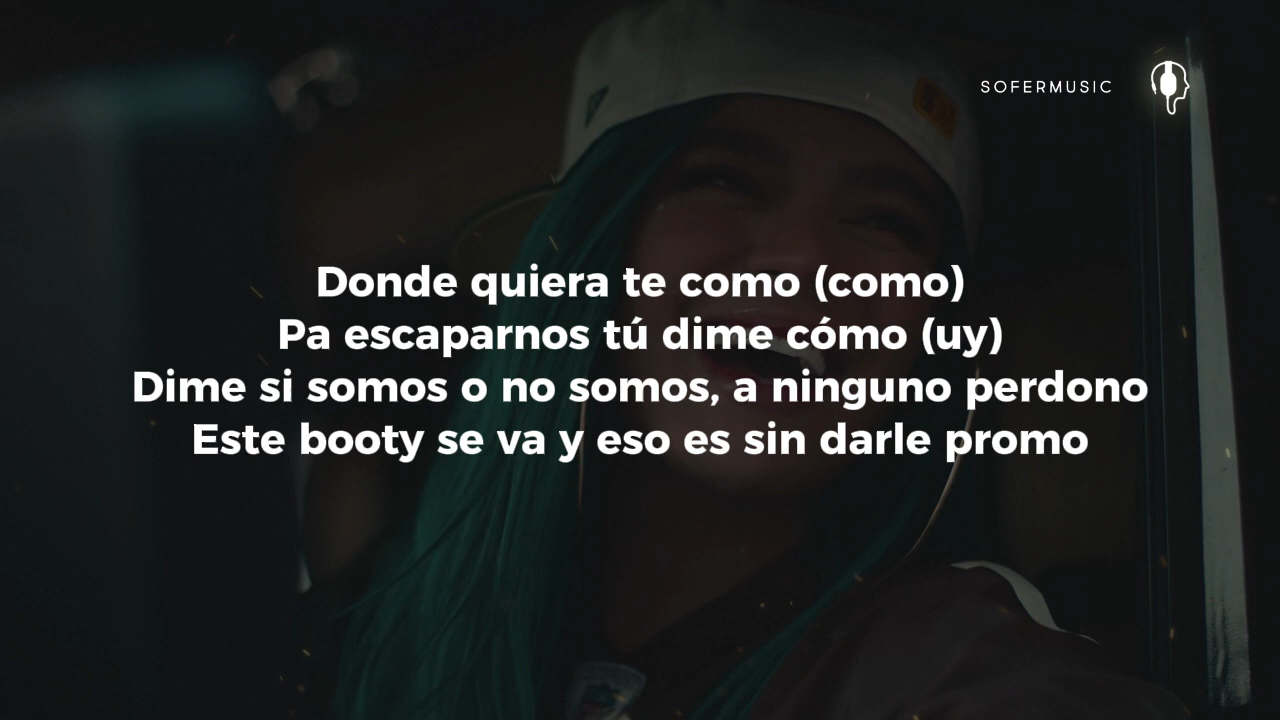 SOFERMUSIC
Donde quiera te como (como)
Pa escaparnos tú dime cómo (uy)
Dime si somos o no somos, a ninguno perdono
Este booty se va y eso es sin darle promo